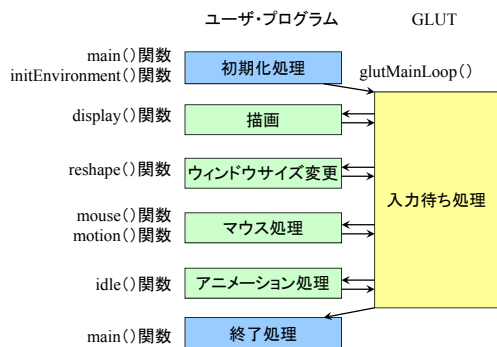 ユーザ・プログラム GLUT
main()関数
initEnvironment()関数
初期化処理
glutMainLoop()
display()関数
描画
reshape()関数
ウィンドウサイズ変更
入力待ち処理
mouse()関数
motion()関数
マウス処理
idle()関数
アニメーション処理
main()関数
終了処理